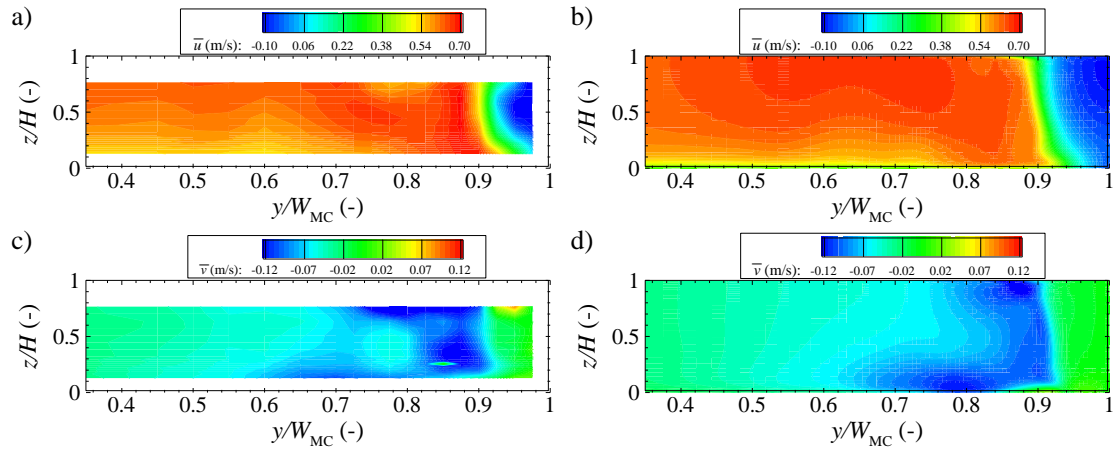 a)
u̅ (m/s): -0.10 0.06 0.22 0.38 0.54 0.70
z/H (-)
1
0.5
0
0.4 0.5 0.6 0.7 0.8 0.9 1
y/W_MC (-)
b)
u̅ (m/s): -0.10 0.06 0.22 0.38 0.54 0.70
z/H (-)
1
0.5
0
0.4 0.5 0.6 0.7 0.8 0.9 1
y/W_MC (-)
c)
v̅ (m/s): -0.12 -0.07 -0.02 0.02 0.07 0.12
z/H (-)
1
0.5
0
0.4 0.5 0.6 0.7 0.8 0.9 1
y/W_MC (-)
d)
v̅ (m/s): -0.12 -0.07 -0.02 0.02 0.07 0.12
z/H (-)
1
0.5
0
0.4 0.5 0.6 0.7 0.8 0.9 1
y/W_MC (-)